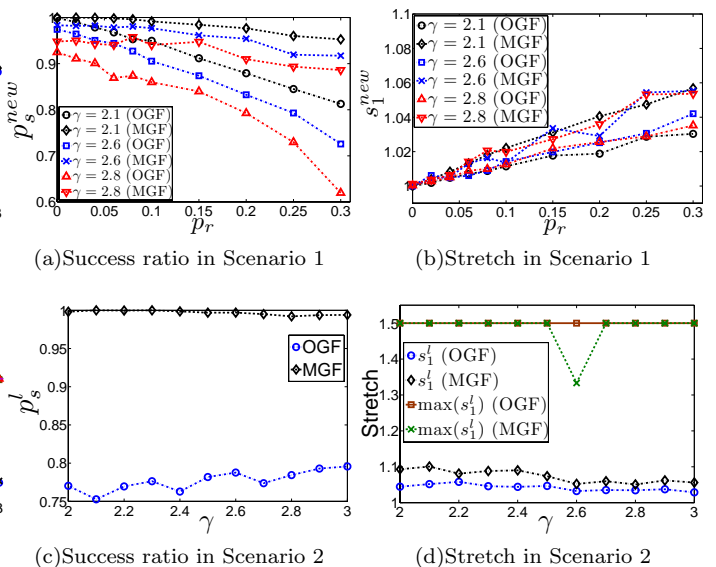 1
0.9
0.8
0.7
0.6
p_s^{new}
γ = 2.1 (OGF)
γ = 2.1 (MGF)
γ = 2.6 (OGF)
γ = 2.6 (MGF)
γ = 2.8 (OGF)
γ = 2.8 (MGF)
0 0.05 0.1 0.15 0.2 0.25 0.3
p_r
(a)Success ratio in Scenario 1
1.1
1.08
1.06
1.04
1.02
1
s_1^{new}
γ = 2.1 (OGF)
γ = 2.1 (MGF)
γ = 2.6 (OGF)
γ = 2.6 (MGF)
γ = 2.8 (OGF)
γ = 2.8 (MGF)
0 0.05 0.1 0.15 0.2 0.25 0.3
p_r
(b)Stretch in Scenario 1
1
0.95
0.9
0.85
0.8
0.75
p_s^l
OGF
MGF
2 2.2 2.4 2.6 2.8 3
γ
(c)Success ratio in Scenario 2
1.5
1.4
1.3
1.2
1.1
1
Stretch
s_1^l (OGF)
s_1^l (MGF)
max(s_1^l) (OGF)
max(s_1^l) (MGF)
2 2.2 2.4 2.6 2.8 3
γ
(d)Stretch in Scenario 2